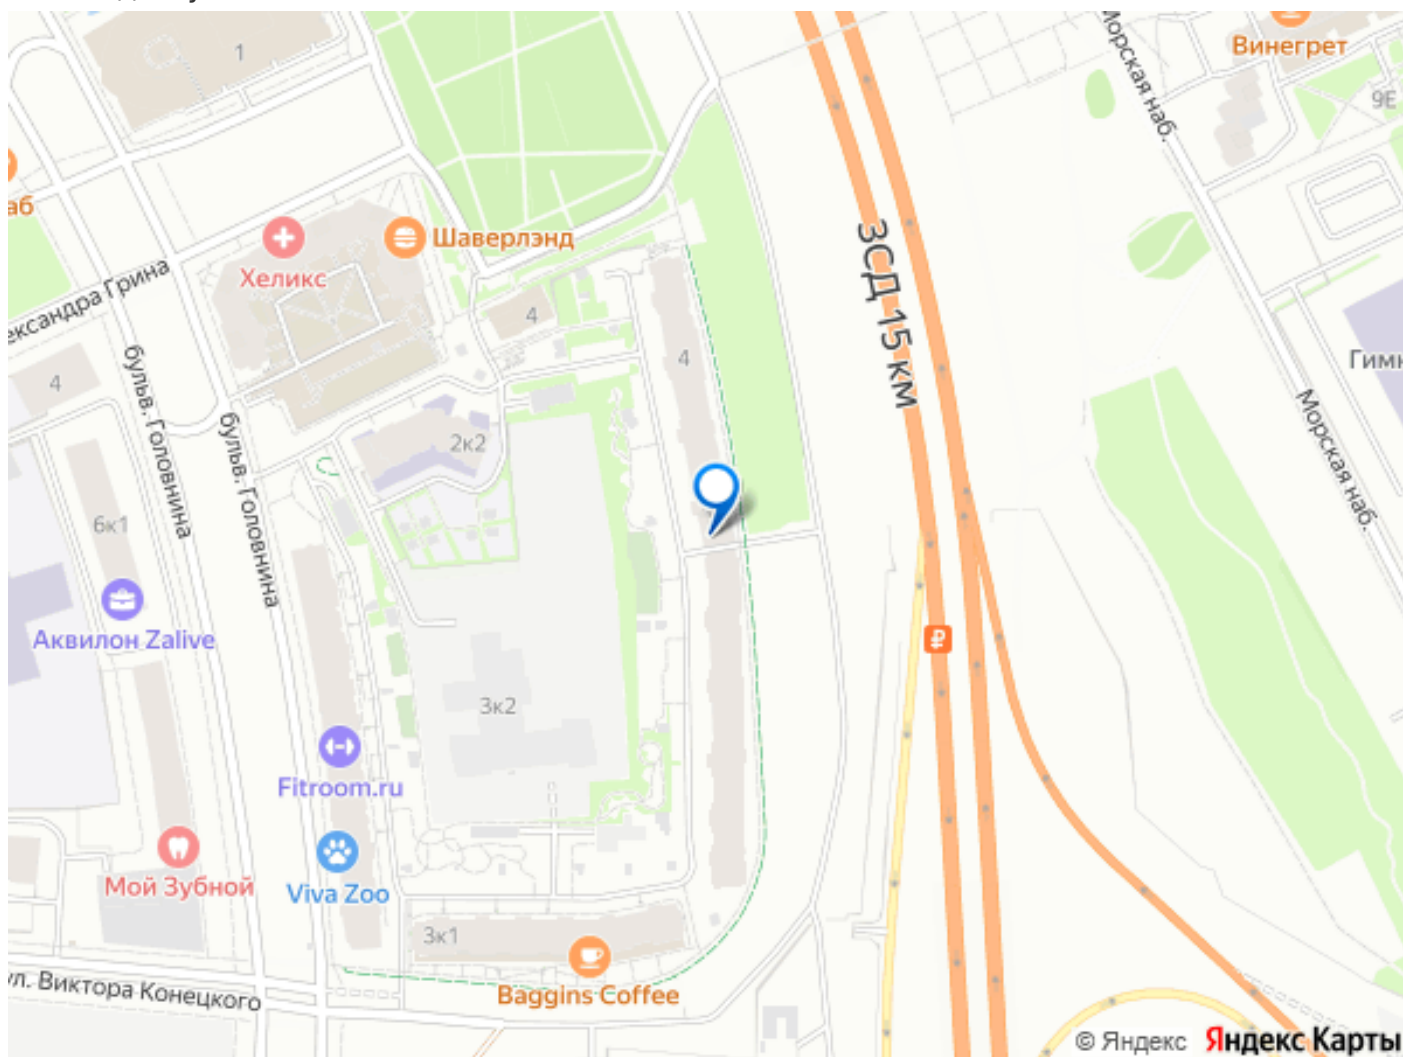 1
Винегрет
Морская наб.
9Е
аб
Шаверлэнд
Хеликс
ександра Грина
ЗСД 15 км
4
4
4
Гимн
бульв. Головнина
бульв. Головнина
2к2
Морская наб.
6к1
Аквилон Zalive
3к2
Fitroom.ru
Мой Зубной
Viva Zoo
3к1
ул. Виктора Конецкого
Baggins Coffee
© Яндекс Яндекс Карты